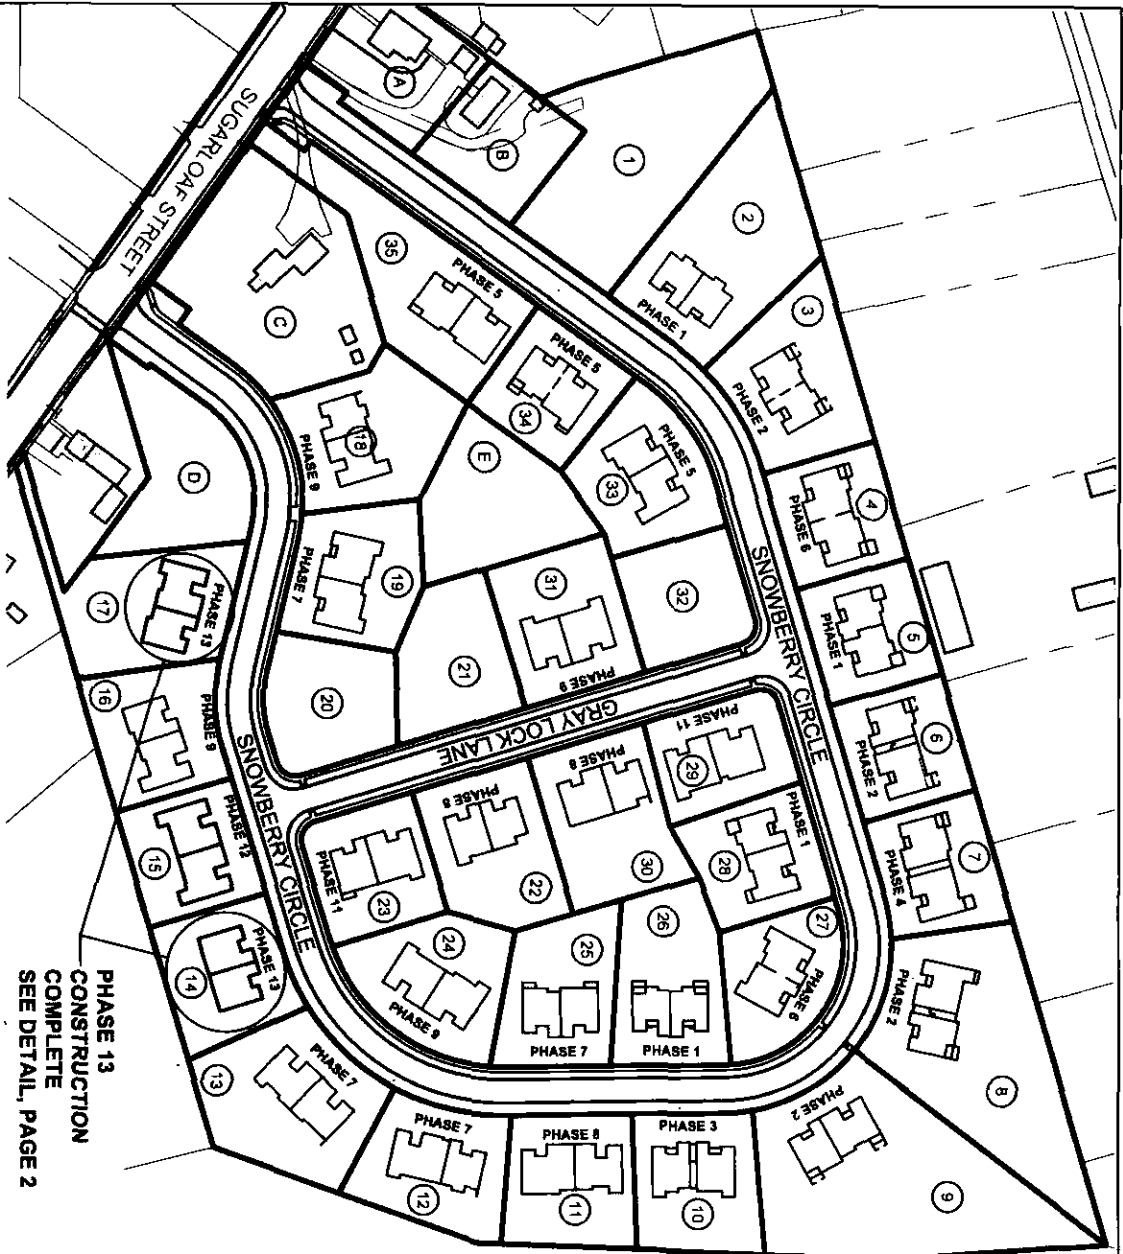 SUGARLOAF STREET
A
B
1
2
PHASE 1
3
PHASE 2
4
PHASE 6
5
PHASE 1
6
PHASE 2
7
PHASE 4
8
PHASE 2
9
PHASE 2
10
PHASE 3
11
PHASE 8
12
PHASE 7
13
PHASE 7
14
PHASE 13
15
PHASE 12
16
PHASE 9
17
PHASE 13
D
C
18
PHASE 9
19
PHASE 7
20
21
E
35
PHASE 5
34
PHASE 5
33
PHASE 5
32
31
PHASE 9
SNOWBERRY CIRCLE
GRAY LOCK LANE
SNOWBERRY CIRCLE
29
PHASE 11
28
PHASE 1
27
PHASE 6
26
PHASE 1
25
PHASE 7
24
PHASE 9
23
PHASE 11
22
PHASE 8
30
PHASE 8
PHASE 13
CONSTRUCTION
COMPLETE
SEE DETAIL, PAGE 2